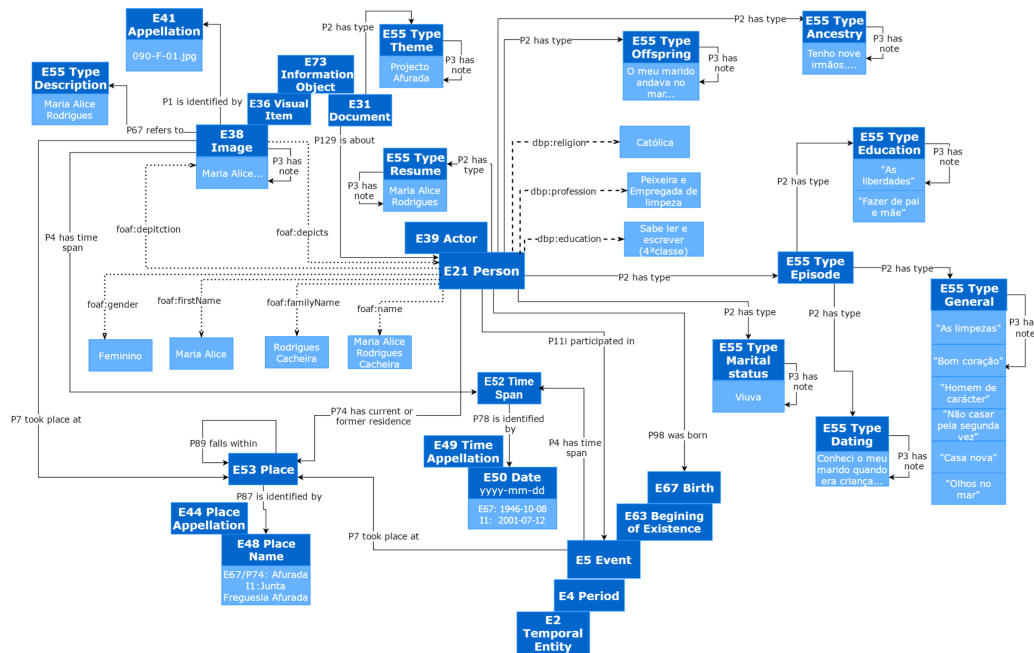 E41
Appellation
090-F-01.jpg
E55 Type
Description
Maria Alice
Rodrigues
P1 is identified by
P67 refers to
E38
Image
Maria Alice...
P3 has
note
E36 Visual
Item
E73
Information
Object
E31
Document
P2 has type
E55 Type
Theme
Projecto
Afurada
P3 has
note
P129 is about
E55 Type
Resume
Maria Alice
Rodrigues
P3 has
note
P2 has
type
P2 has type
E55 Type
Offspring
O meu marido
andava no
mar...
P3 has
note
P2 has type
E55 Type
Ancestry
Tenho nove
irmãos....
P3 has
note
dbp:religion
Católica
dbp:profession
Peixeira e
Empregada de
limpeza
dbp:education
Sabe ler e
escrever
(4ªclasse)
E55 Type
Education
"As
liberdades"
"Fazer de pai
e mãe"
P3 has
note
P2 has type
P4 has time
span
foaf:depitction
foaf:depicts
E39 Actor
E21 Person
P2 has type
E55 Type
Episode
P2 has type
E55 Type
General
"As limpezas"
"Bom coração"
"Homem de
carácter"
"Não casar
pela segunda
vez"
"Casa nova"
"Olhos no
mar"
P3 has
note
P2 has
type
foaf:gender
foaf:firstName
foaf:familyName
foaf:name
Feminino
Maria Alice
Rodrigues
Cacheira
Maria Alice
Rodrigues
Cacheira
P11i participated in
P2 has type
E55 Type
Marital
status
Viuva
P3 has
note
E52 Time
Span
P7 took place at
P74 has current or
former residence
P78 is identified
by
P4 has time
span
P98 was born
E55 Type
Dating
Conheci o meu
marido quando
era criança...
P3 has
note
P89 falls within
E53 Place
E49 Time
Appellation
E50 Date
yyyy-mm-dd
E67: 1946-10-08
I1: 2001-07-12
E67 Birth
P87 is identified by
E44 Place
Appellation
E48 Place
Name
E67/P74: Afurada
I1:Junta
Freguesia Afurada
P7 took place at
E63 Begining
of Existence
E5 Event
E4 Period
E2
Temporal
Entity